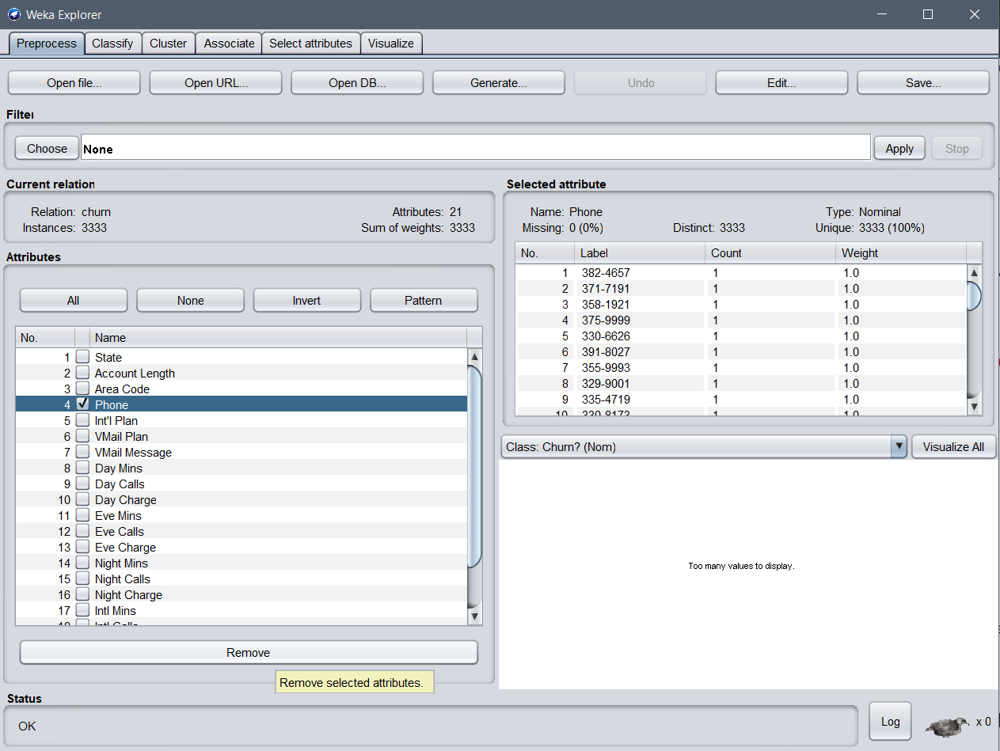 Weka Explorer
Preprocess Classify Cluster Associate Select attributes Visualize
Open file... Open URL... Open DB... Generate... Undo Edit... Save...
Filter
Choose None Apply Stop
Current relation
Relation: churn Attributes: 21
Instances: 3333 Sum of weights: 3333
Selected attribute
Name: Phone Type: Nominal
Missing: 0 (0%) Distinct: 3333 Unique: 3333 (100%)
No. Label Count Weight
1 382-4657 1 1.0
2 371-7191 1 1.0
3 358-1921 1 1.0
4 375-9999 1 1.0
5 330-6626 1 1.0
6 391-8027 1 1.0
7 355-9993 1 1.0
8 329-9001 1 1.0
9 335-4719 1 1.0
10 330-8173 1 1.0
Attributes
All None Invert Pattern
No. Name
1 State
2 Account Length
3 Area Code
4 Phone
5 Int'l Plan
6 VMail Plan
7 VMail Message
8 Day Mins
9 Day Calls
10 Day Charge
11 Eve Mins
12 Eve Calls
13 Eve Charge
14 Night Mins
15 Night Calls
16 Night Charge
17 Intl Mins
18 Intl Calls
Remove
Remove selected attributes.
Class: Churn? (Nom) Visualize All
Too many values to display.
Status
OK
Log x 0